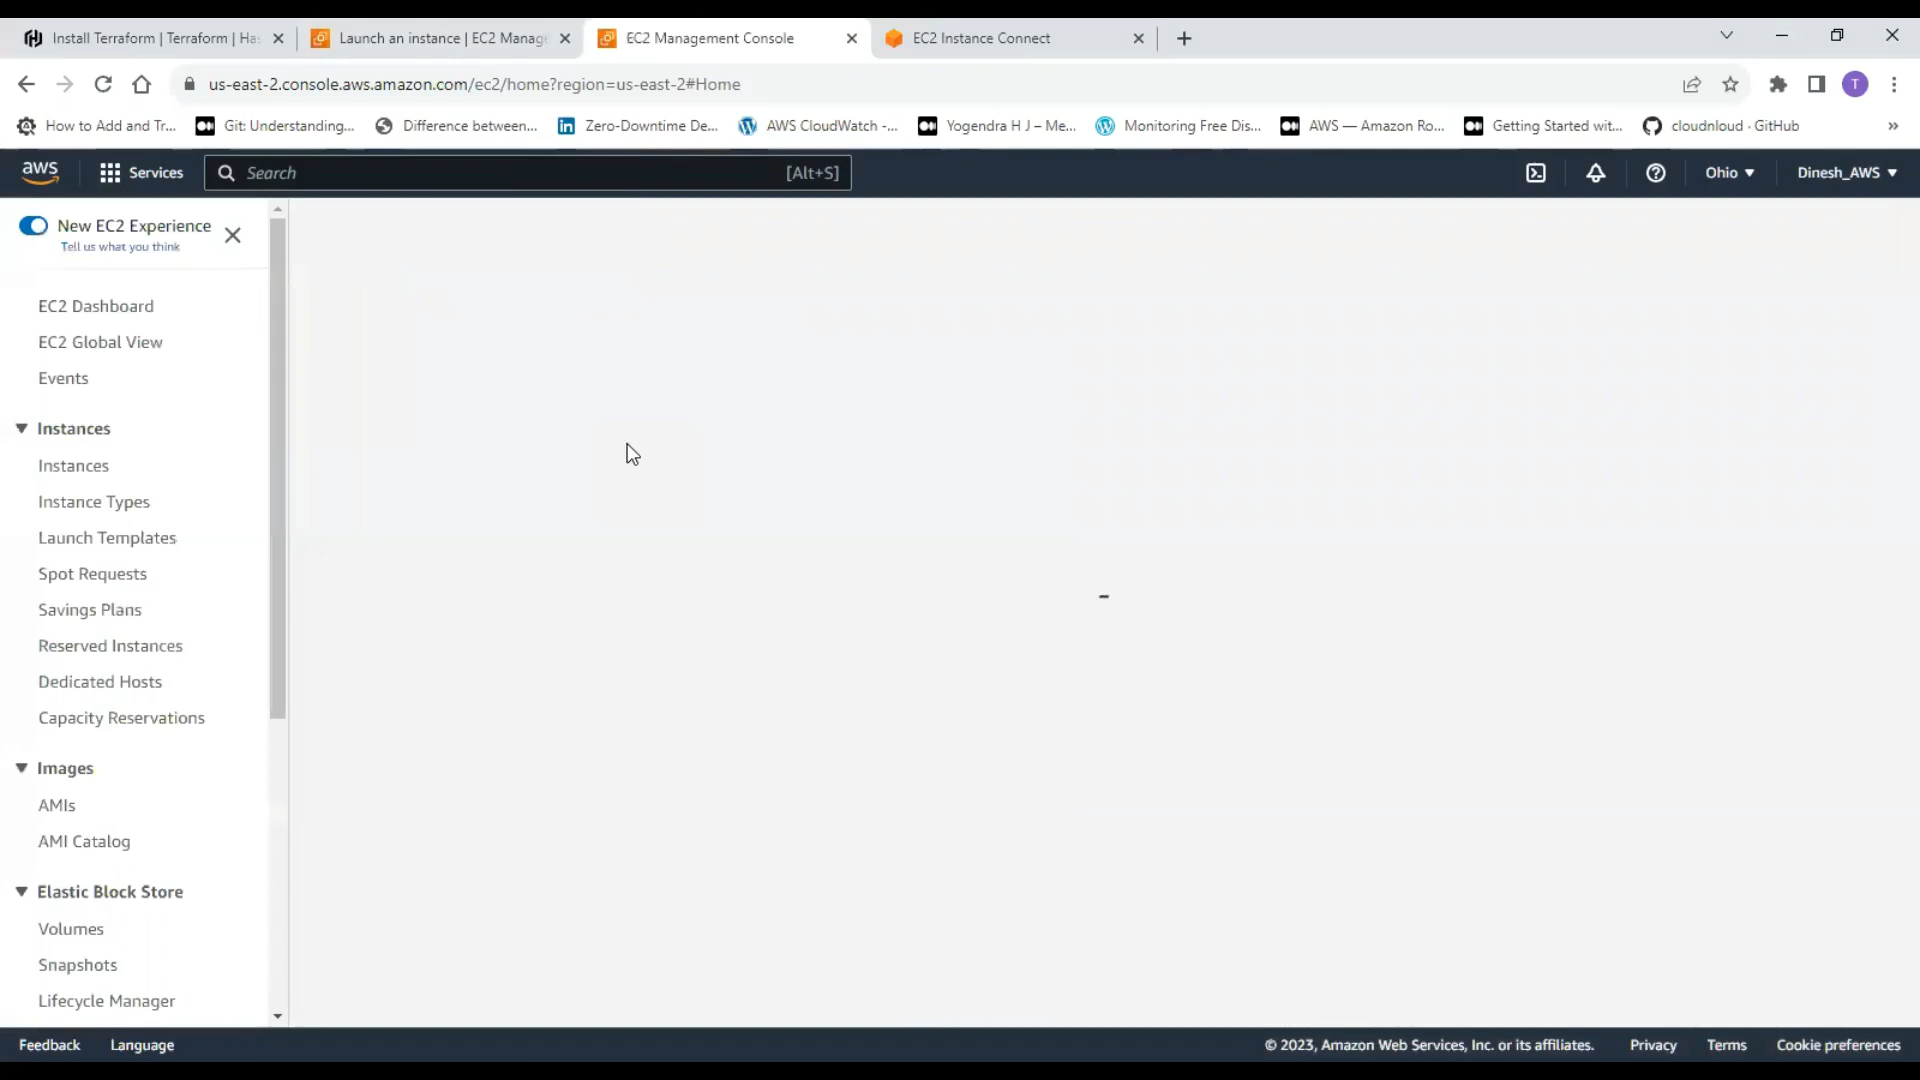 Install Terraform | Terraform | Has
Launch an instance | EC2 Manage
EC2 Management Console
EC2 Instance Connect
us-east-2.console.aws.amazon.com/ec2/home?region=us-east-2#Home
T
How to Add and Tr...
Git: Understanding...
Difference between...
Zero-Downtime De...
AWS CloudWatch -...
Yogendra H J – Me...
Monitoring Free Dis...
AWS — Amazon Ro...
Getting Started wit...
cloudnloud · GitHub
»
aws
Services
Search
[Alt+S]
Ohio
Dinesh_AWS
New EC2 Experience
Tell us what you think
EC2 Dashboard
EC2 Global View
Events
Instances
Instances
Instance Types
Launch Templates
Spot Requests
Savings Plans
Reserved Instances
Dedicated Hosts
Capacity Reservations
Images
AMIs
AMI Catalog
Elastic Block Store
Volumes
Snapshots
Lifecycle Manager
Feedback
Language
© 2023, Amazon Web Services, Inc. or its affiliates.
Privacy
Terms
Cookie preferences